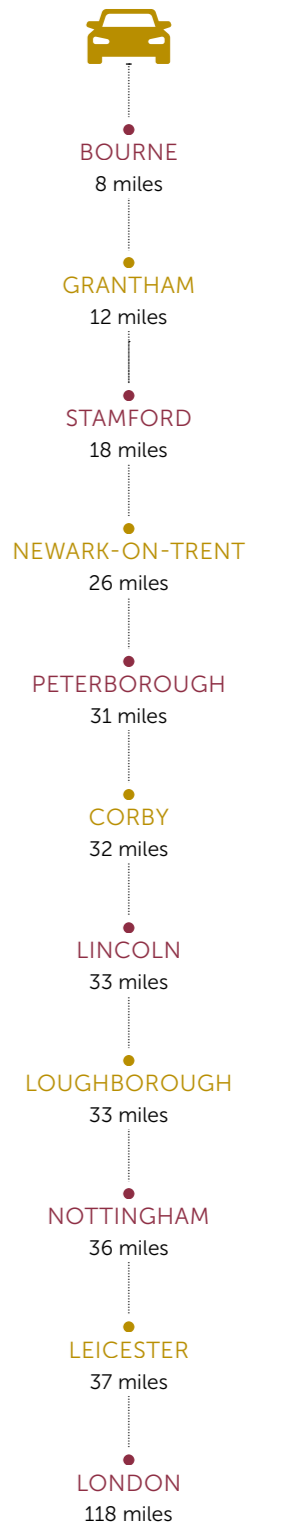 BOURNE
8 miles
GRANTHAM
12 miles
STAMFORD
18 miles
NEWARK-ON-TRENT
26 miles
PETERBOROUGH
31 miles
CORBY
32 miles
LINCOLN
33 miles
LOUGHBOROUGH
33 miles
NOTTINGHAM
36 miles
LEICESTER
37 miles
LONDON
118 miles